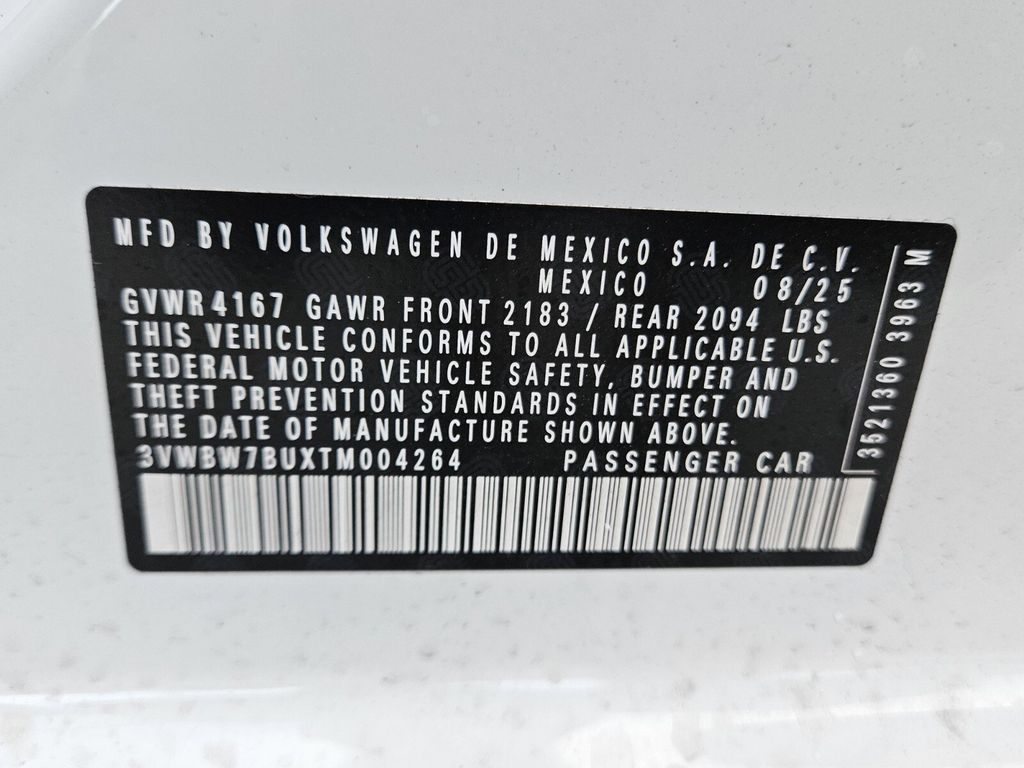 MFD BY VOLKSWAGEN DE MEXICO S.A. DE C.V.
MEXICO 08/25
GVWR 4167 GAWR FRONT 2183 / REAR 2094 LBS
THIS VEHICLE CONFORMS TO ALL APPLICABLE U.S.
FEDERAL MOTOR VEHICLE SAFETY, BUMPER AND
THEFT PREVENTION STANDARDS IN EFFECT ON
THE DATE OF MANUFACTURE SHOWN ABOVE.
3VWBW7BUXTM004264 PASSENGER CAR
3521360 3963 M